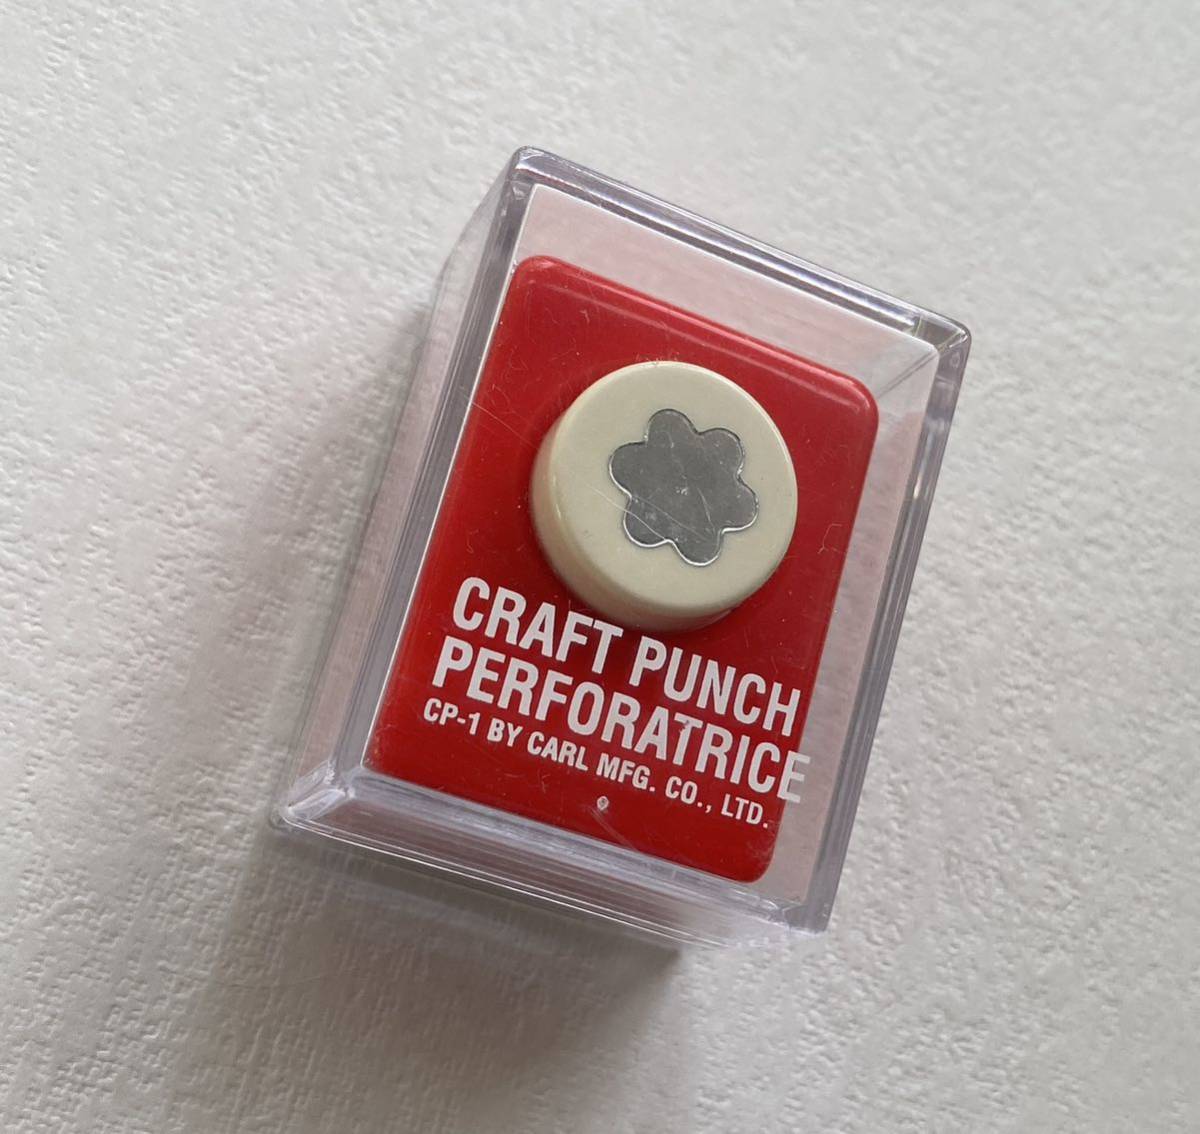 CRAFT PUNCH
PERFORATRICE
CP-1 BY CARL MFG. CO., LTD.